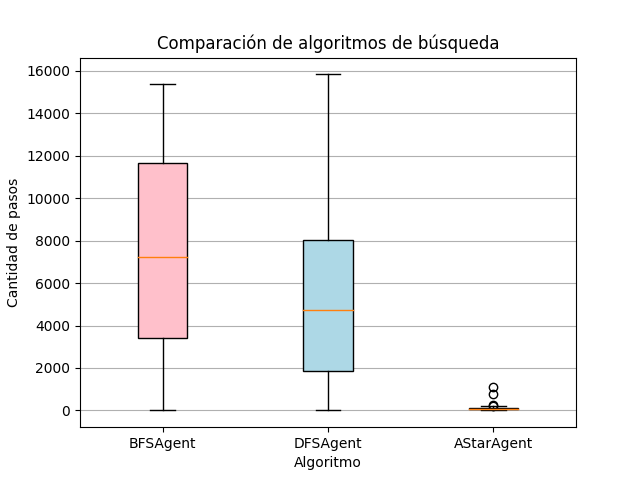 Comparación de algoritmos de búsqueda
Cantidad de pasos
16000
14000
12000
10000
8000
6000
4000
2000
0
BFSAgent
DFSAgent
AStarAgent
Algoritmo